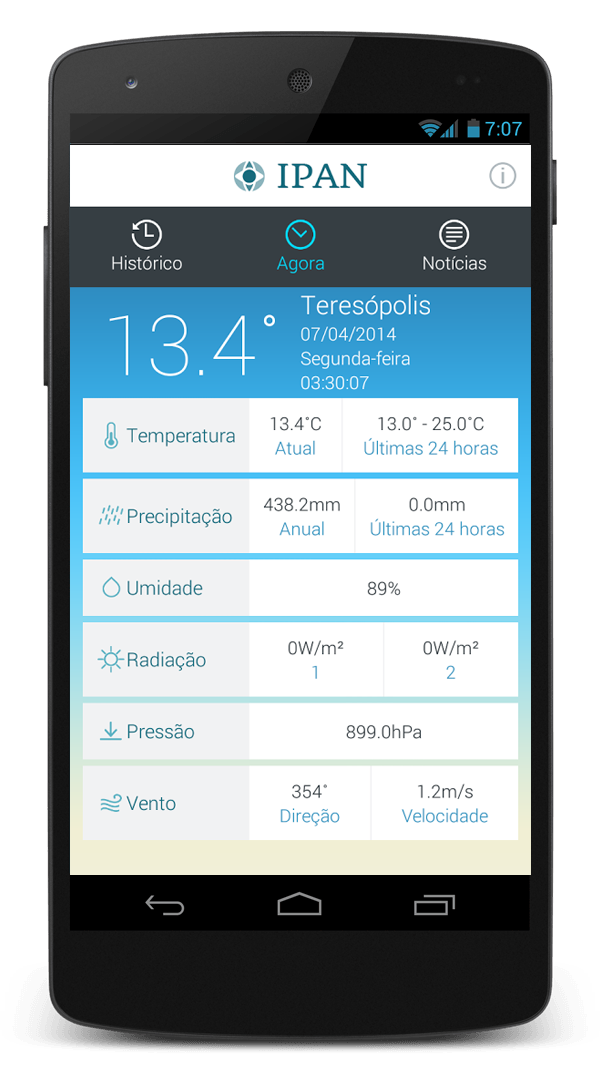 7:07
IPAN
Histórico
Agora
Notícias
13.4°
Teresópolis
07/04/2014
Segunda-feira
03:30:07
Temperatura
13.4˚C
Atual
13.0˚ - 25.0˚C
Últimas 24 horas
Precipitação
438.2mm
Anual
0.0mm
Últimas 24 horas
Umidade
89%
Radiação
0W/m²
1
0W/m²
2
Pressão
899.0hPa
Vento
354˚
Direção
1.2m/s
Velocidade